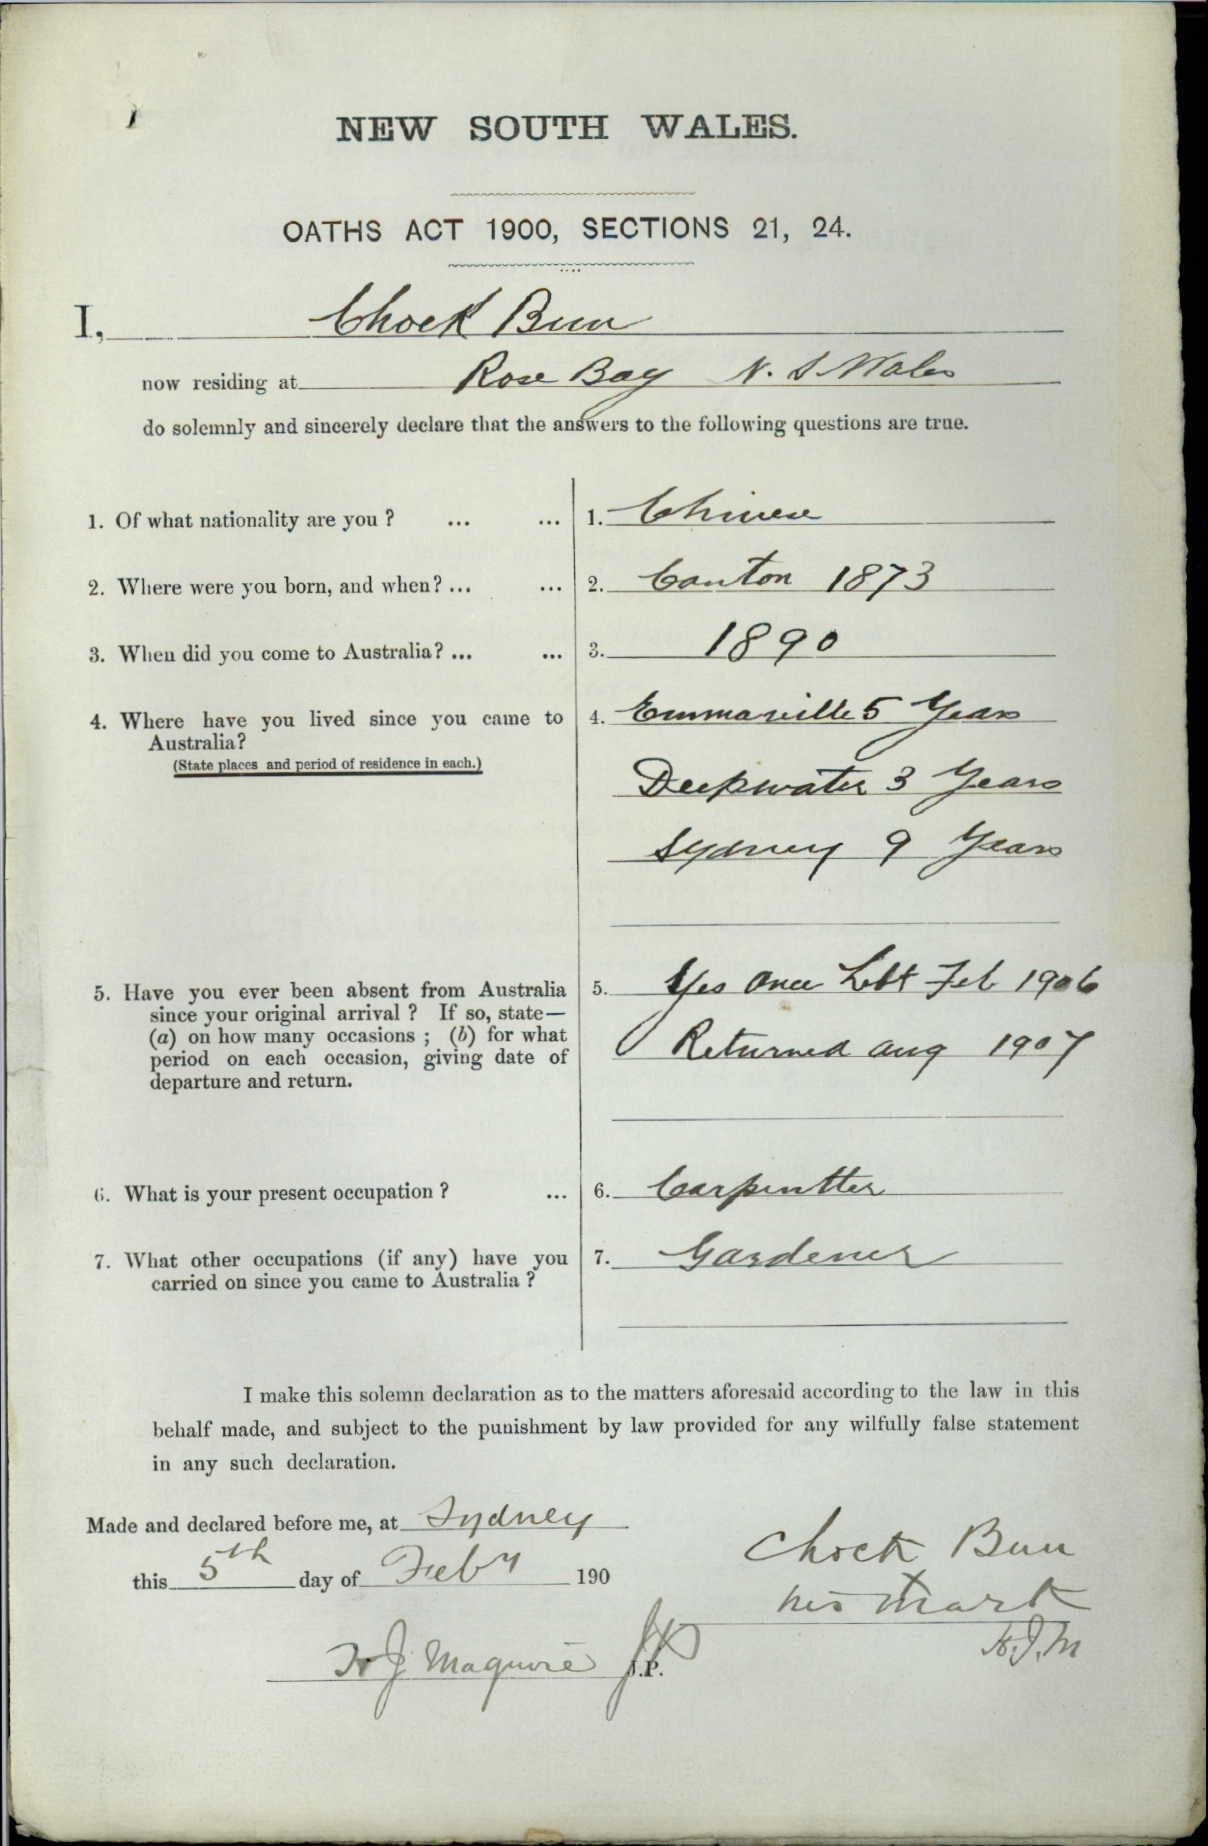 NEW SOUTH WALES.
OATHS ACT 1900, SECTIONS 21, 24.
I, Chock Bun
now residing at Rose Bay N. S. Wales
do solemnly and sincerely declare that the answers to the following questions are true.
1. Of what nationality are you ? ... ... 1. Chinese
2. Where were you born, and when? ... ... 2. Canton 1873
3. When did you come to Australia? ... ... 3. 1890
4. Where have you lived since you came to 4. Emmaville 5 Years
Australia?
(State places and period of residence in each.)
Deepwater 3 Years
Sydney 9 Years
5. Have you ever been absent from Australia 5. Yes Once Left Feb 1906
since your original arrival ? If so, state—
(a) on how many occasions ; (b) for what
period on each occasion, giving date of Returned Aug 1907
departure and return.
6. What is your present occupation ? ... 6. Carpintter
7. What other occupations (if any) have you 7. Gardener
carried on since you came to Australia ?
I make this solemn declaration as to the matters aforesaid according to the law in this
behalf made, and subject to the punishment by law provided for any wilfully false statement
in any such declaration.
Made and declared before me, at Sydney
this 5th day of Feby 190
Chock Bun
his X mark
H.J.M
H J Maguire JP
J.P.